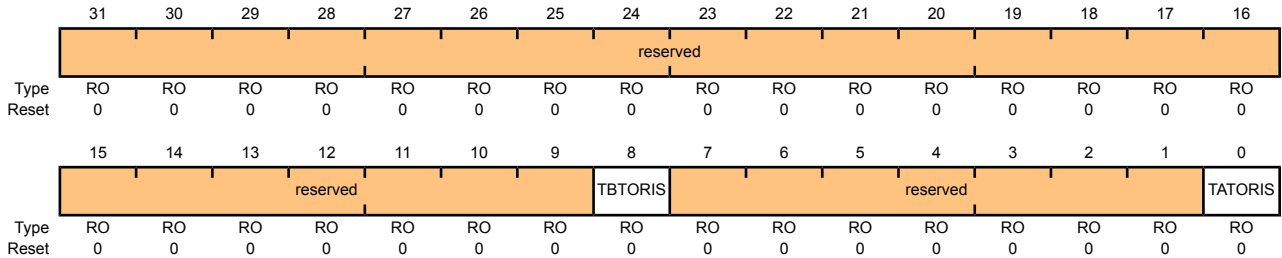 31 30 29 28 27 26 25 24 23 22 21 20 19 18 17 16
reserved
Type RO RO RO RO RO RO RO RO RO RO RO RO RO RO RO RO
Reset 0 0 0 0 0 0 0 0 0 0 0 0 0 0 0 0
15 14 13 12 11 10 9 8 7 6 5 4 3 2 1 0
reserved TBTORIS reserved TATORIS
Type RO RO RO RO RO RO RO RO RO RO RO RO RO RO RO RO
Reset 0 0 0 0 0 0 0 0 0 0 0 0 0 0 0 0